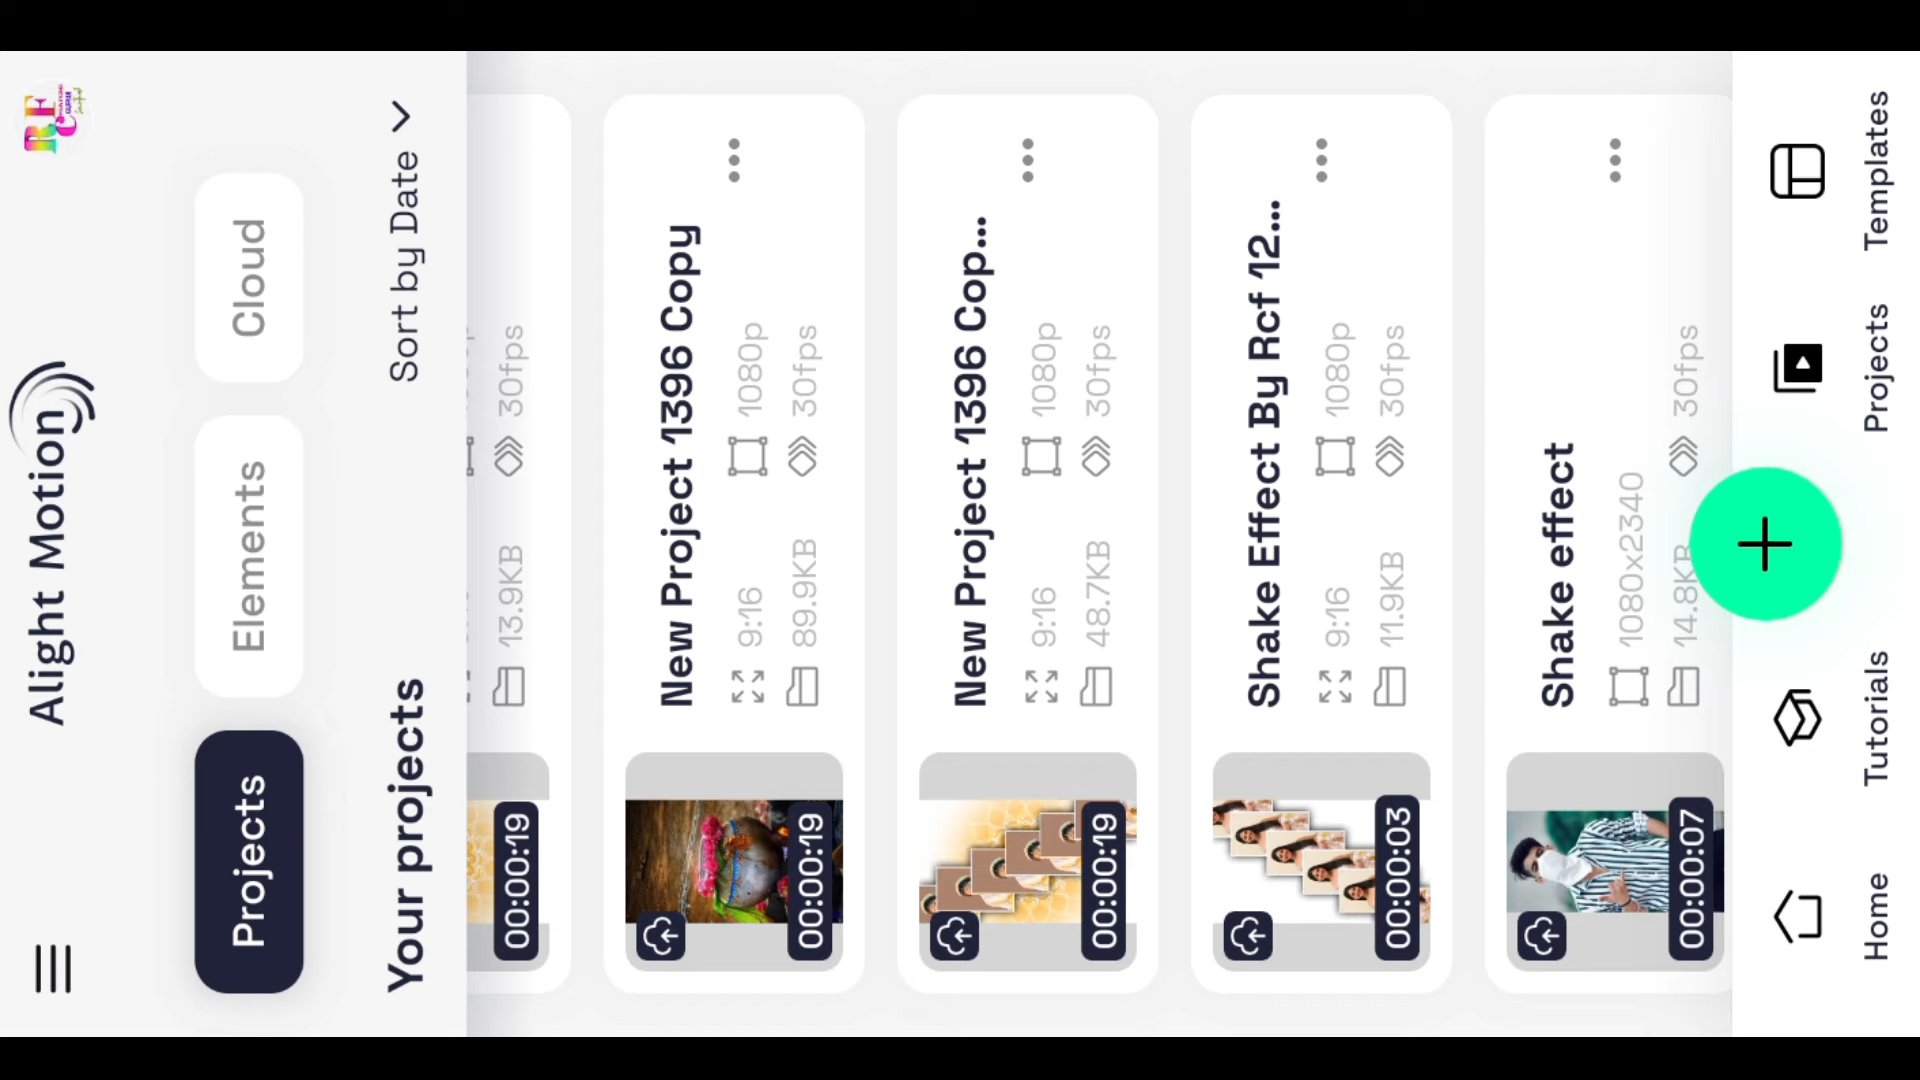 Alight Motion
Projects
Elements
Cloud
Your projects
Sort by Date
13.9KB
30fps
00:00:19
New Project 1396 Copy
9:16
1080p
89.9KB
30fps
00:00:19
New Project 1396 Cop...
9:16
1080p
48.7KB
30fps
00:00:19
Shake Effect By Rcf 12...
9:16
1080p
11.9KB
30fps
00:00:03
Shake effect
1080x2340
14.8KB
30fps
00:00:07
Home
Tutorials
Projects
Templates